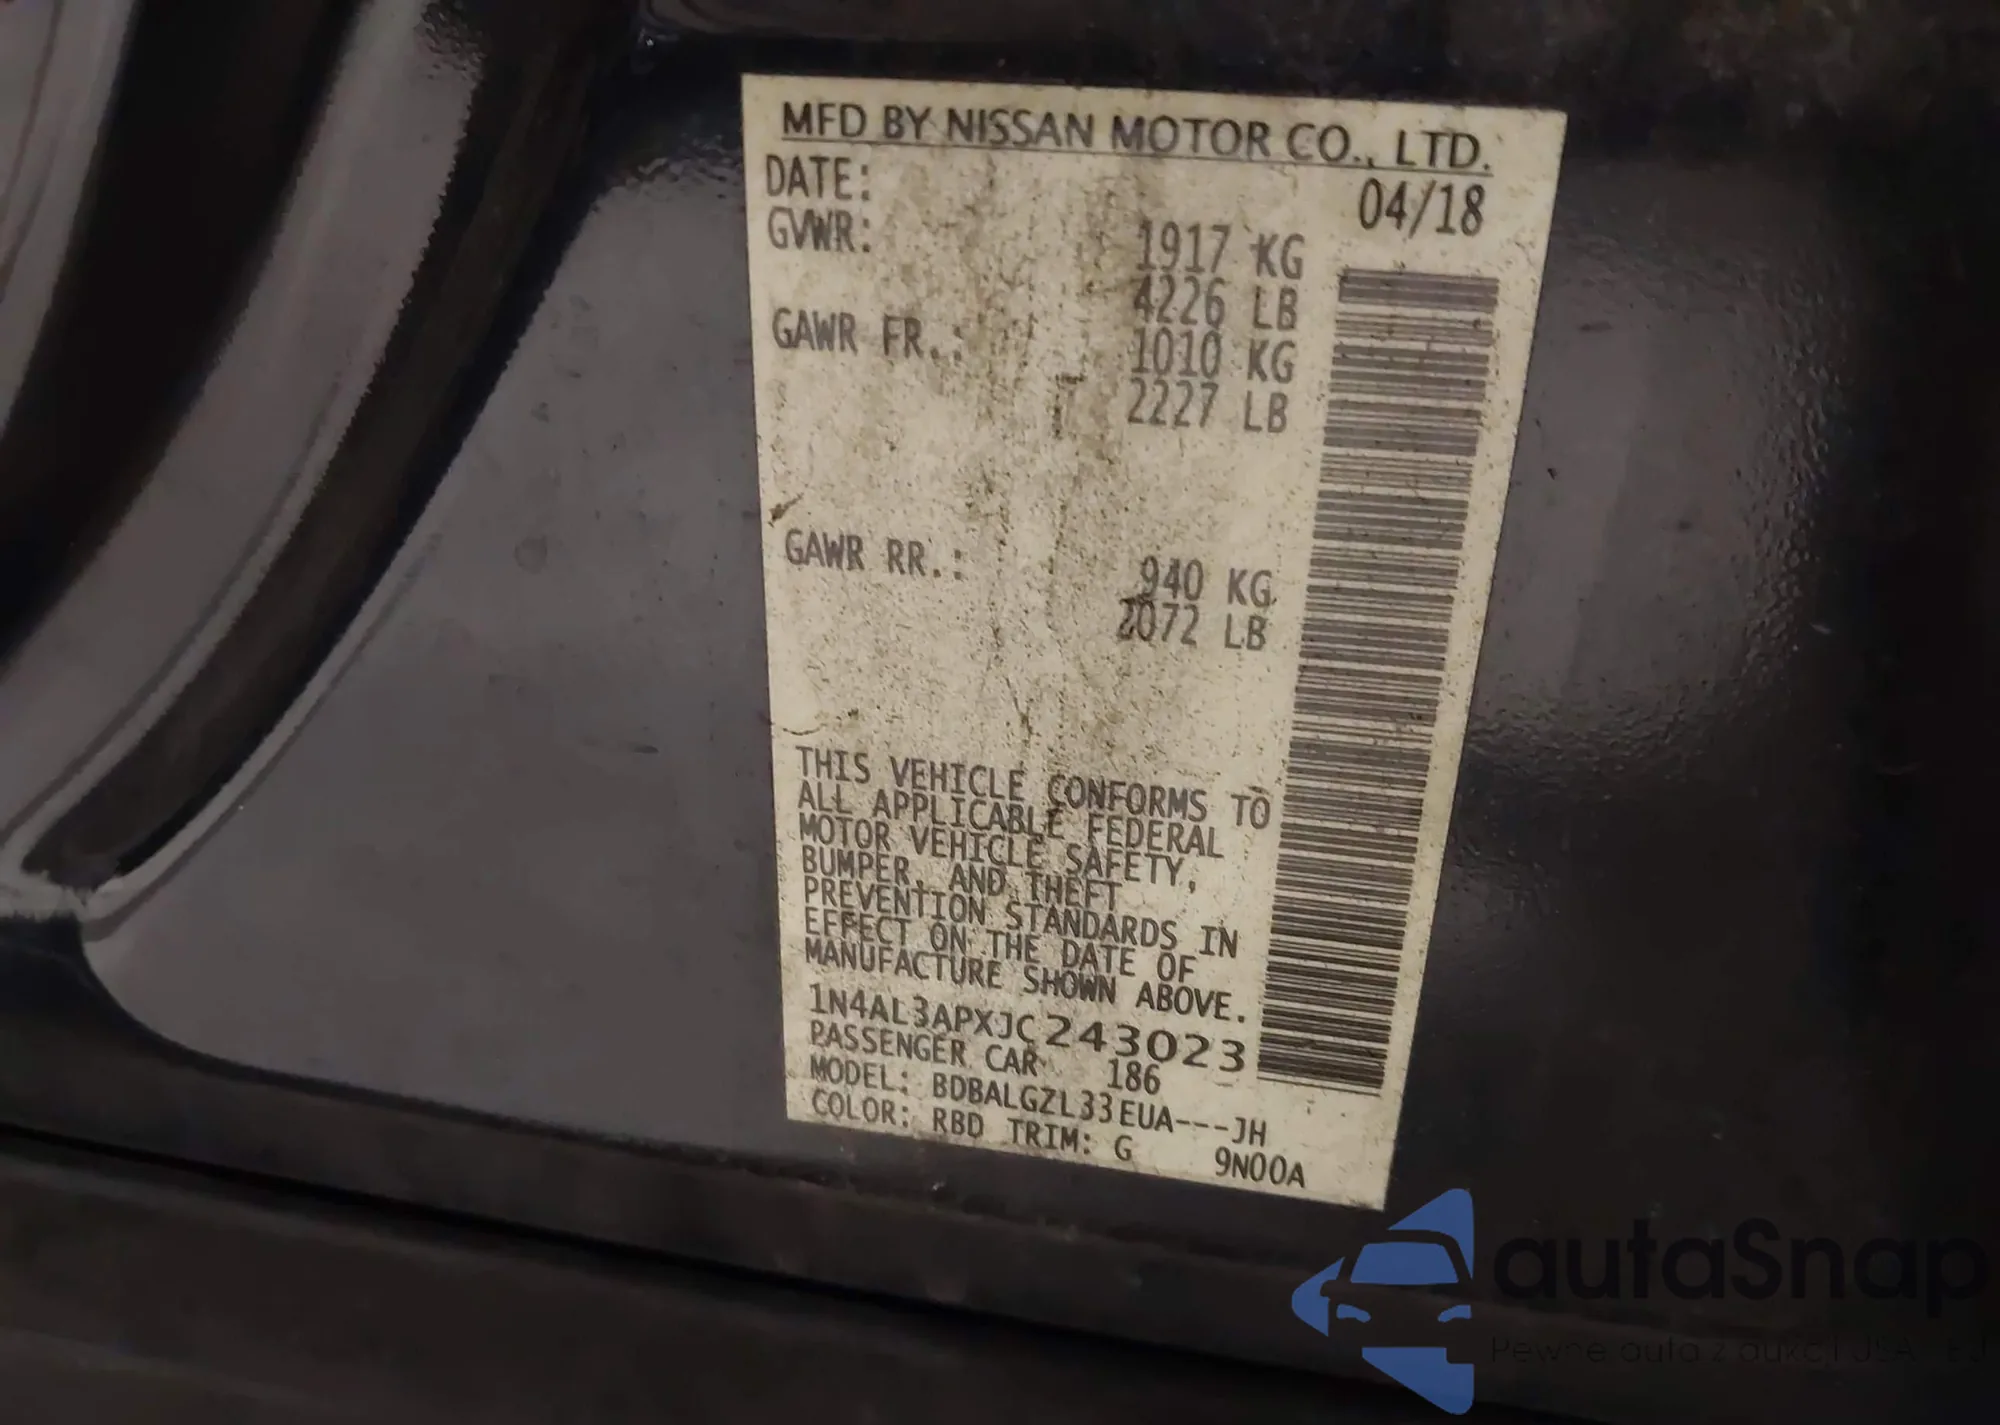 MFD BY NISSAN MOTOR CO., LTD.
DATE: 04/18
GVWR: 1917 KG
4226 LB
GAWR FR.: 1010 KG
2227 LB
GAWR RR.: 940 KG
2072 LB
THIS VEHICLE CONFORMS TO
ALL APPLICABLE FEDERAL
MOTOR VEHICLE SAFETY,
BUMPER, AND THEFT
PREVENTION STANDARDS IN
EFFECT ON THE DATE OF
MANUFACTURE SHOWN ABOVE.
1N4AL3APXJC243023
PASSENGER CAR 186
MODEL: BDBALGZL33EUA---JH
COLOR: RBD TRIM: G 9N00A
autaSnap
Pewne auta z aukcji